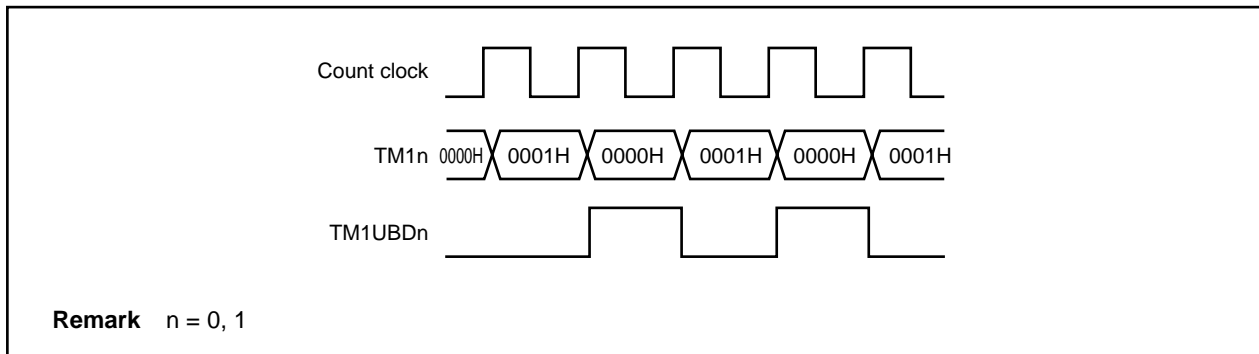 Count clock
TM1n 0000H 0001H 0000H 0001H 0000H 0001H
TM1UBDn
Remark n = 0, 1